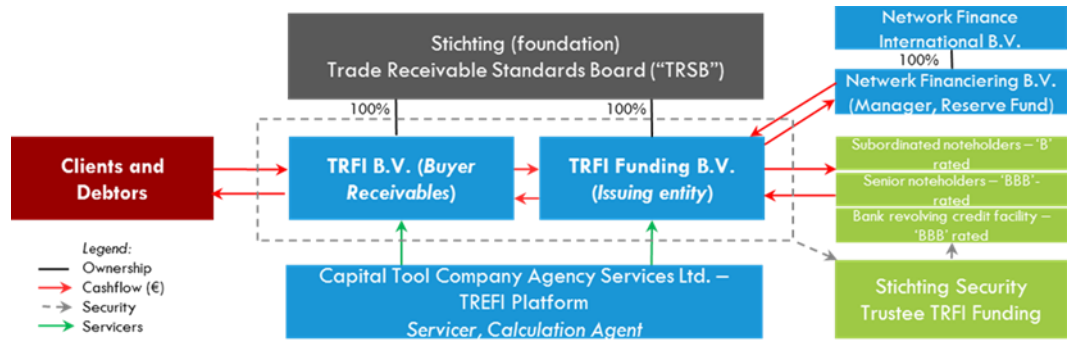 Network Finance
International B.V.
Stichting (foundation)
Trade Receivable Standards Board (“TRSB”)
100%
Netwerk Financiering B.V.
(Manager, Reserve Fund)
100%
100%
Clients and
Debtors
TRFI B.V. (Buyer
Receivables)
TRFI Funding B.V.
(Issuing entity)
Subordinated noteholders – ‘B’
rated
Senior noteholders – ‘BBB’-
rated
Bank revolving credit facility –
‘BBB’ rated
Legend:
Ownership
Cashflow (€)
Security
Servicers
Capital Tool Company Agency Services Ltd. –
TREFI Platform
Servicer, Calculation Agent
Stichting Security
Trustee TRFI Funding